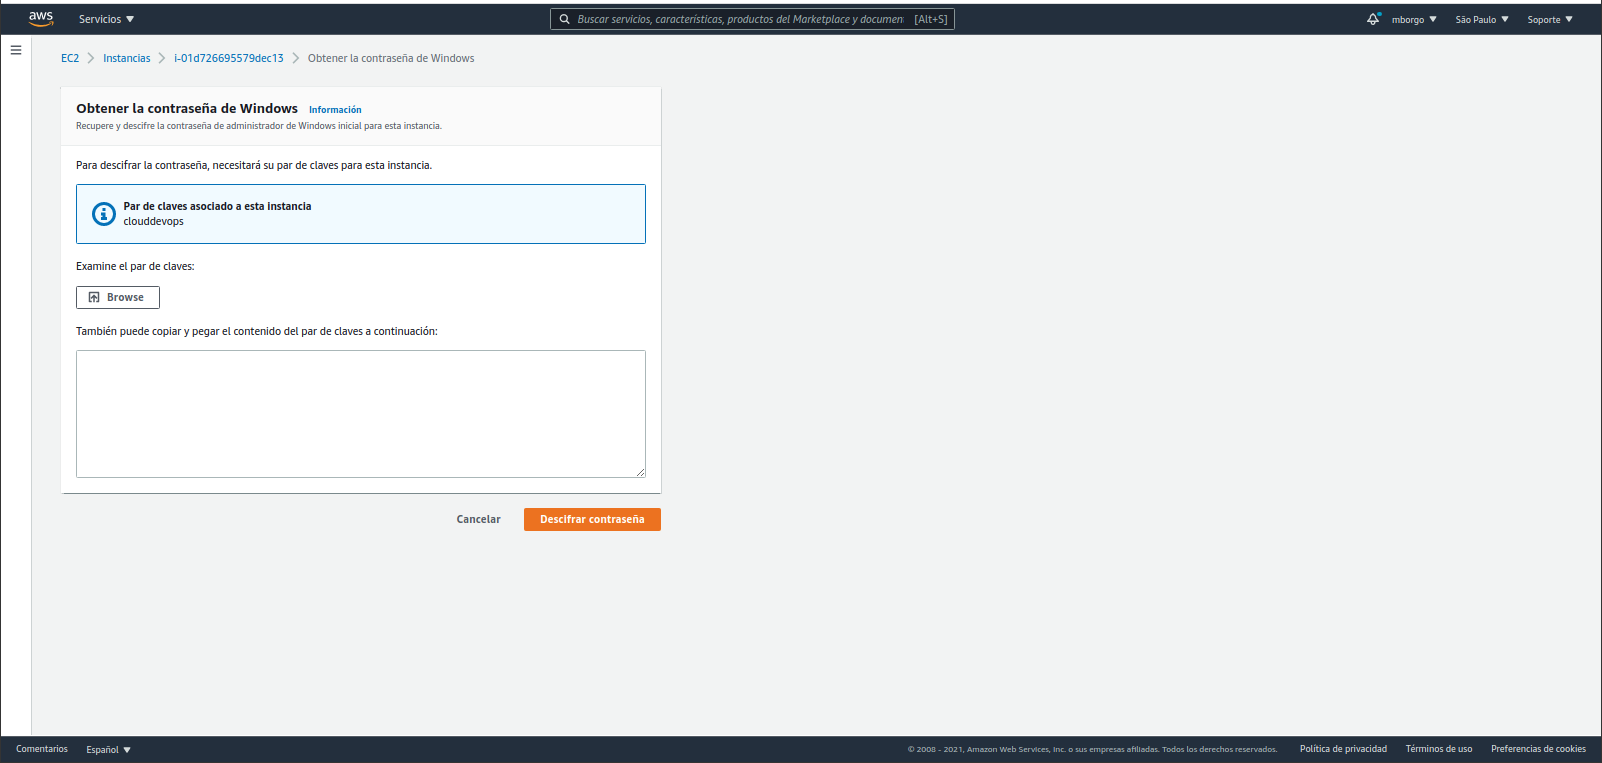 aws
Servicios
Buscar servicios, características, productos del Marketplace y documen
[Alt+S]
mborgo
São Paulo
Soporte
EC2
Instancias
i-01d726695579dec13
Obtener la contraseña de Windows
Obtener la contraseña de Windows
Información
Recupere y descifre la contraseña de administrador de Windows inicial para esta instancia.
Para descifrar la contraseña, necesitará su par de claves para esta instancia.
Par de claves asociado a esta instancia
clouddevops
Examine el par de claves:
Browse
También puede copiar y pegar el contenido del par de claves a continuación:
Cancelar
Descifrar contraseña
Comentarios
Español
© 2008 - 2021, Amazon Web Services, Inc. o sus empresas afiliadas. Todos los derechos reservados.
Política de privacidad
Términos de uso
Preferencias de cookies